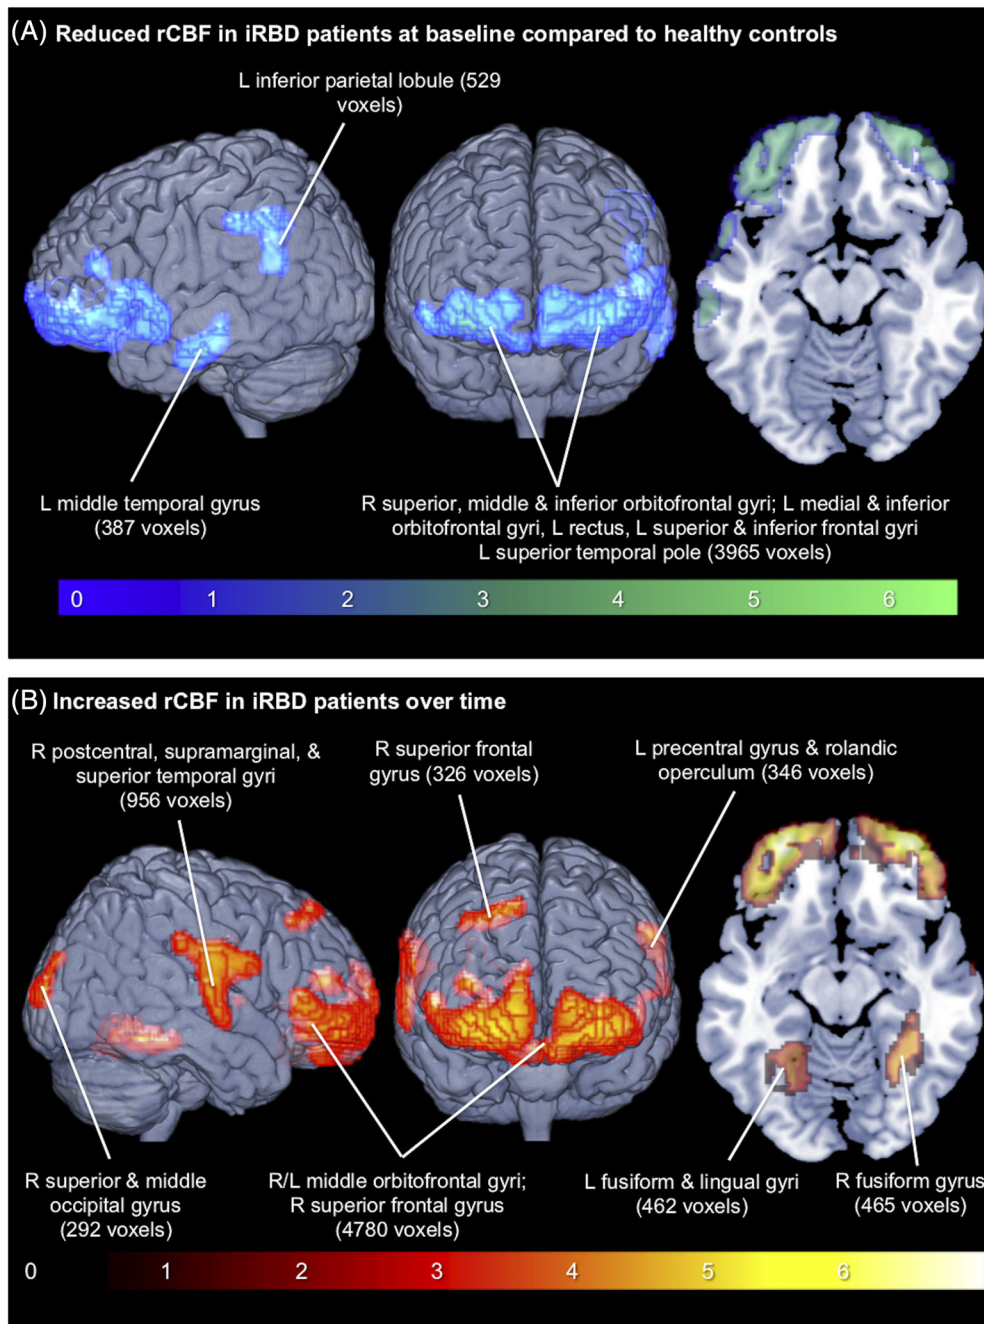 (A) Reduced rCBF in iRBD patients at baseline compared to healthy controls
L inferior parietal lobule (529
voxels)
L middle temporal gyrus
(387 voxels)
R superior, middle & inferior orbitofrontal gyri; L medial & inferior
orbitofrontal gyri, L rectus, L superior & inferior frontal gyri
L superior temporal pole (3965 voxels)
0 1 2 3 4 5 6
(B) Increased rCBF in iRBD patients over time
R postcentral, supramarginal, &
superior temporal gyri
(956 voxels)
R superior frontal
gyrus (326 voxels)
L precentral gyrus & rolandic
operculum (346 voxels)
R superior & middle
occipital gyrus
(292 voxels)
R/L middle orbitofrontal gyri;
R superior frontal gyrus
(4780 voxels)
L fusiform & lingual gyri
(462 voxels)
R fusiform gyrus
(465 voxels)
0 1 2 3 4 5 6